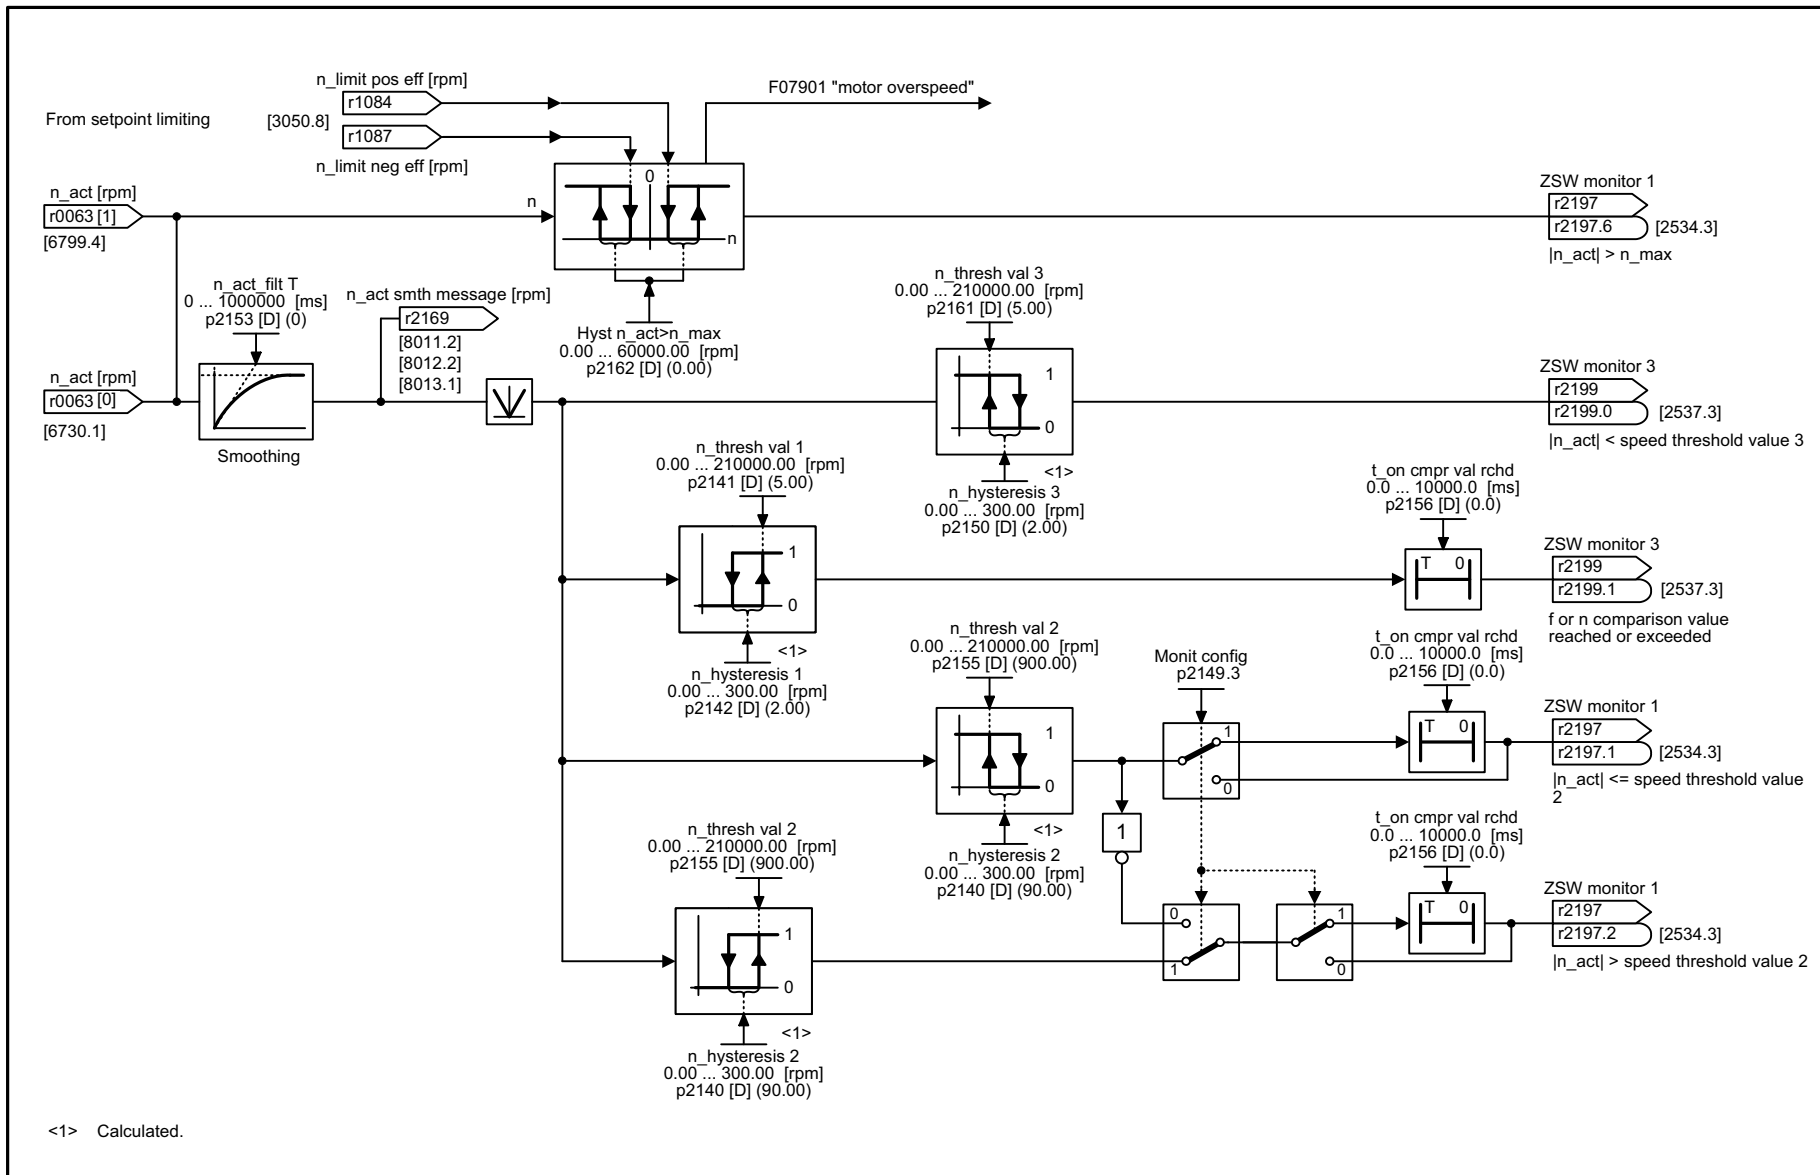 n_limit pos eff [rpm]
r1084
F07901 "motor overspeed"
From setpoint limiting
[3050.8]
r1087
n_limit neg eff [rpm]
0
n
n
n_act [rpm]
r0063 [1]
[6799.4]
ZSW monitor 1
r2197
r2197.6
[2534.3]
|n_act| > n_max
n_act_filt T
0 ... 1000000 [ms]
p2153 [D] (0)
n_act smth message [rpm]
r2169
[8011.2]
[8012.2]
[8013.1]
Hyst n_act>n_max
0.00 ... 60000.00 [rpm]
p2162 [D] (0.00)
n_thresh val 3
0.00 ... 210000.00 [rpm]
p2161 [D] (5.00)
n_act [rpm]
r0063 [0]
[6730.1]
Smoothing
1
0
<1>
n_hysteresis 3
0.00 ... 300.00 [rpm]
p2150 [D] (2.00)
ZSW monitor 3
r2199
r2199.0
[2537.3]
|n_act| < speed threshold value 3
n_thresh val 1
0.00 ... 210000.00 [rpm]
p2141 [D] (5.00)
1
0
<1>
n_hysteresis 1
0.00 ... 300.00 [rpm]
p2142 [D] (2.00)
t_on cmpr val rchd
0.0 ... 10000.0 [ms]
p2156 [D] (0.0)
T 0
ZSW monitor 3
r2199
r2199.1
[2537.3]
f or n comparison value
reached or exceeded
n_thresh val 2
0.00 ... 210000.00 [rpm]
p2155 [D] (900.00)
1
0
<1>
n_hysteresis 2
0.00 ... 300.00 [rpm]
p2140 [D] (90.00)
Monit config
p2149.3
1
0
1
t_on cmpr val rchd
0.0 ... 10000.0 [ms]
p2156 [D] (0.0)
T 0
ZSW monitor 1
r2197
r2197.1
[2534.3]
|n_act| <= speed threshold value
2
n_thresh val 2
0.00 ... 210000.00 [rpm]
p2155 [D] (900.00)
1
0
<1>
n_hysteresis 2
0.00 ... 300.00 [rpm]
p2140 [D] (90.00)
0
1
1
0
t_on cmpr val rchd
0.0 ... 10000.0 [ms]
p2156 [D] (0.0)
T 0
ZSW monitor 1
r2197
r2197.2
[2534.3]
|n_act| > speed threshold value 2
<1> Calculated.